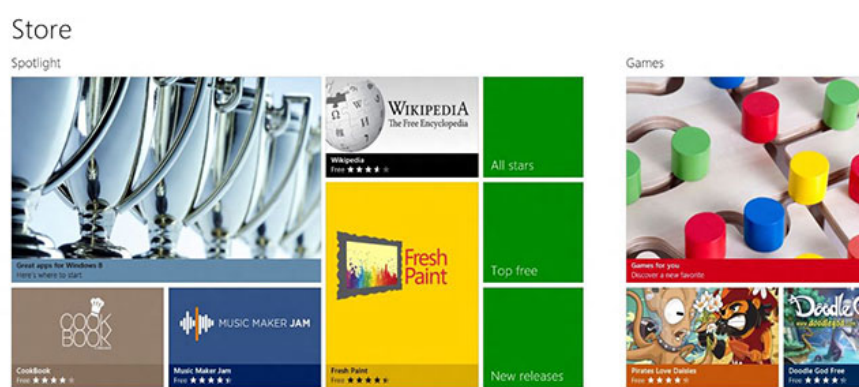 Store
Spotlight
Games
WIKIPEDIA
The Free Encyclopedia
Wikipedia
Free
All stars
Great apps for Windows 8
Here's where to start
Fresh
Paint
Top free
Games for you
Discover a new favorite
COOK
BOOK
CookBook
Free
MUSIC MAKER JAM
Music Maker Jam
Free
Fresh Paint
Free
New releases
Pirates Love Daisies
Free
Doodle G
Doodle God Free
Free